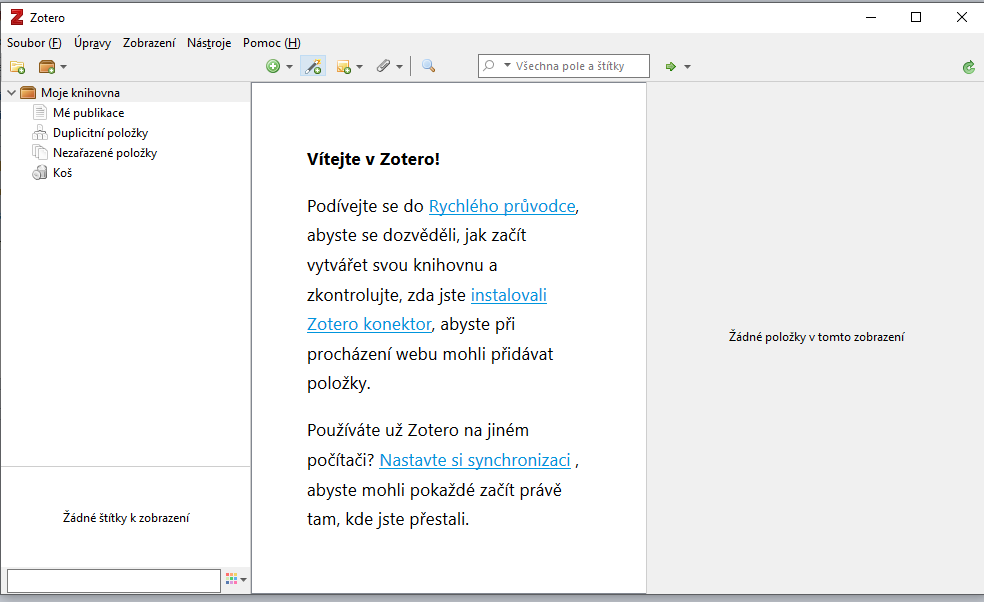 Zotero
Soubor (F) Úpravy Zobrazení Nástroje Pomoc (H)
Všechna pole a štítky
Moje knihovna
Mé publikace
Duplicitní položky
Nezařazené položky
Koš
Žádné štítky k zobrazení
Vítejte v Zotero!
Podívejte se do Rychlého průvodce,
abyste se dozvěděli, jak začít
vytvářet svou knihovnu a
zkontrolujte, zda jste instalovali
Zotero konektor, abyste při
procházení webu mohli přidávat
položky.
Používáte už Zotero na jiném
počítači? Nastavte si synchronizaci ,
abyste mohli pokaždé začít právě
tam, kde jste přestali.
Žádné položky v tomto zobrazení